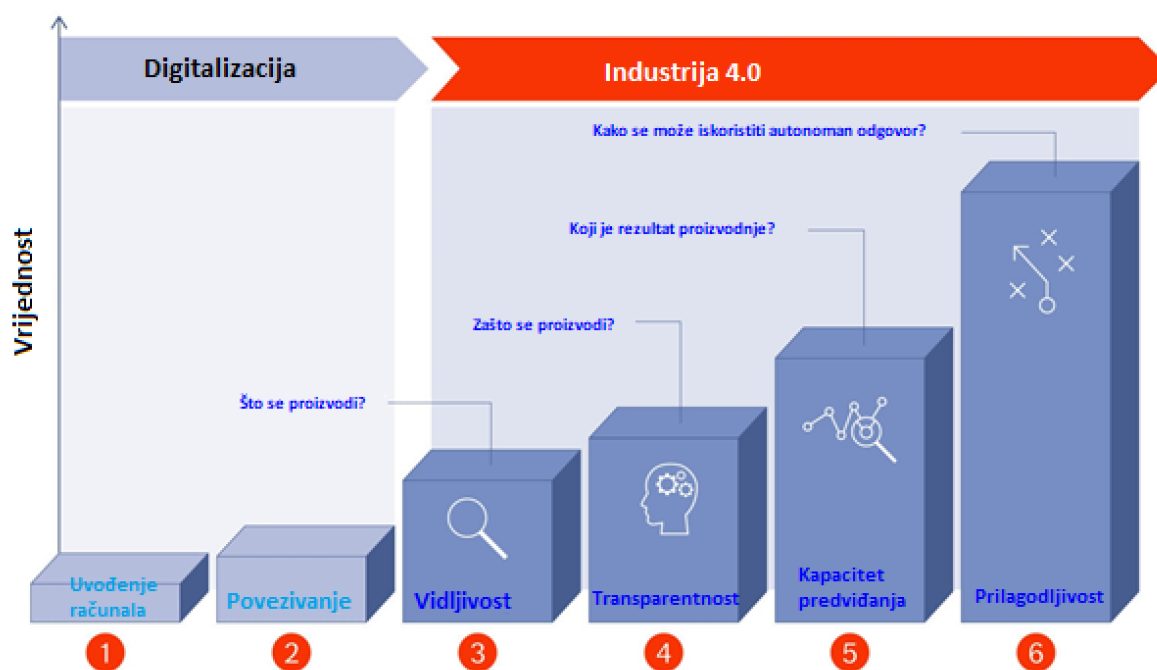 Digitalizacija
Industrija 4.0
Kako se može iskoristiti autonoman odgovor?
Koji je rezultat proizvodnje?
Zašto se proizvodi?
Što se proizvodi?
Vrijednost
Uvođenje
računala
Povezivanje
Vidljivost
Transparentnost
Kapacitet
predviđanja
Prilagodljivost
1
2
3
4
5
6